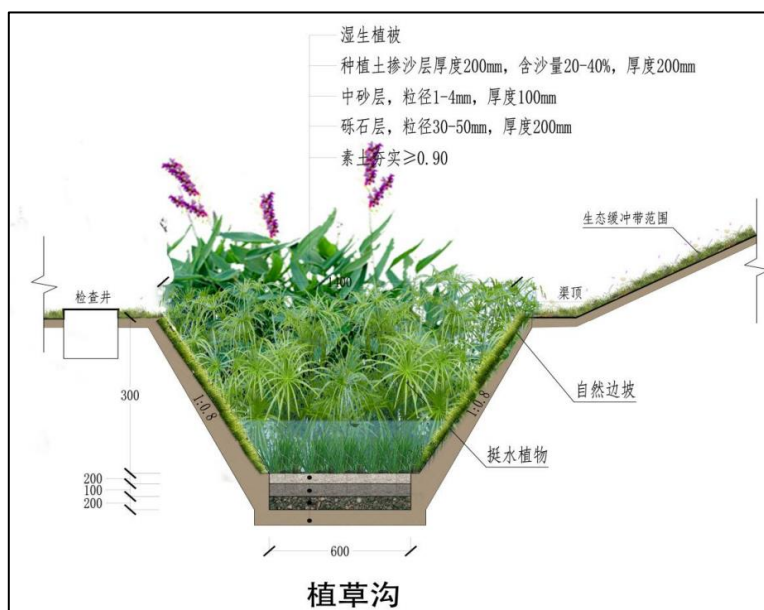 湿生植被
种植土掺沙层厚度200mm，含沙量20-40%，厚度200mm
中砂层，粒径1-4mm，厚度100mm
砾石层，粒径30-50mm，厚度200mm
素土夯实≥0.90
生态缓冲带范围
检查井
渠顶
300
1:0.8
1:0.8
自然边坡
挺水植物
200
100
200
600
植草沟